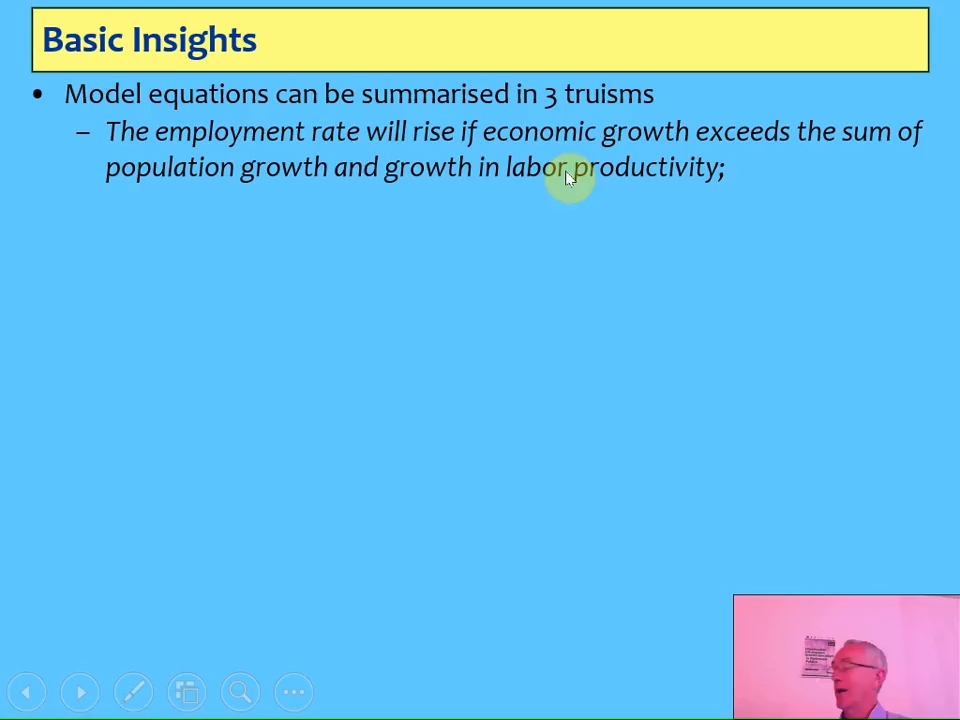 Basic Insights
• Model equations can be summarised in 3 truisms
– The employment rate will rise if economic growth exceeds the sum of
population growth and growth in labor productivity;